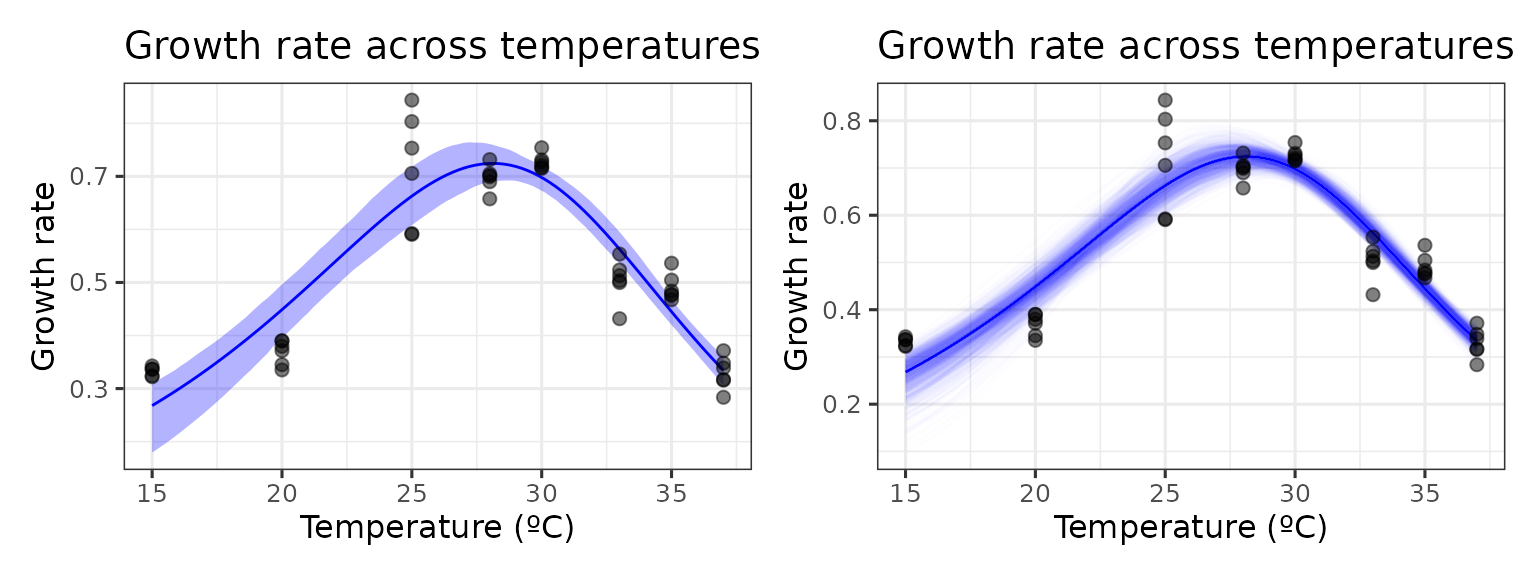 Growth rate across temperatures
Growth rate
0.7
0.5
0.3
15 20 25 30 35
Temperature (ºC)
Growth rate across temperatures
Growth rate
0.8
0.6
0.4
0.2
15 20 25 30 35
Temperature (ºC)